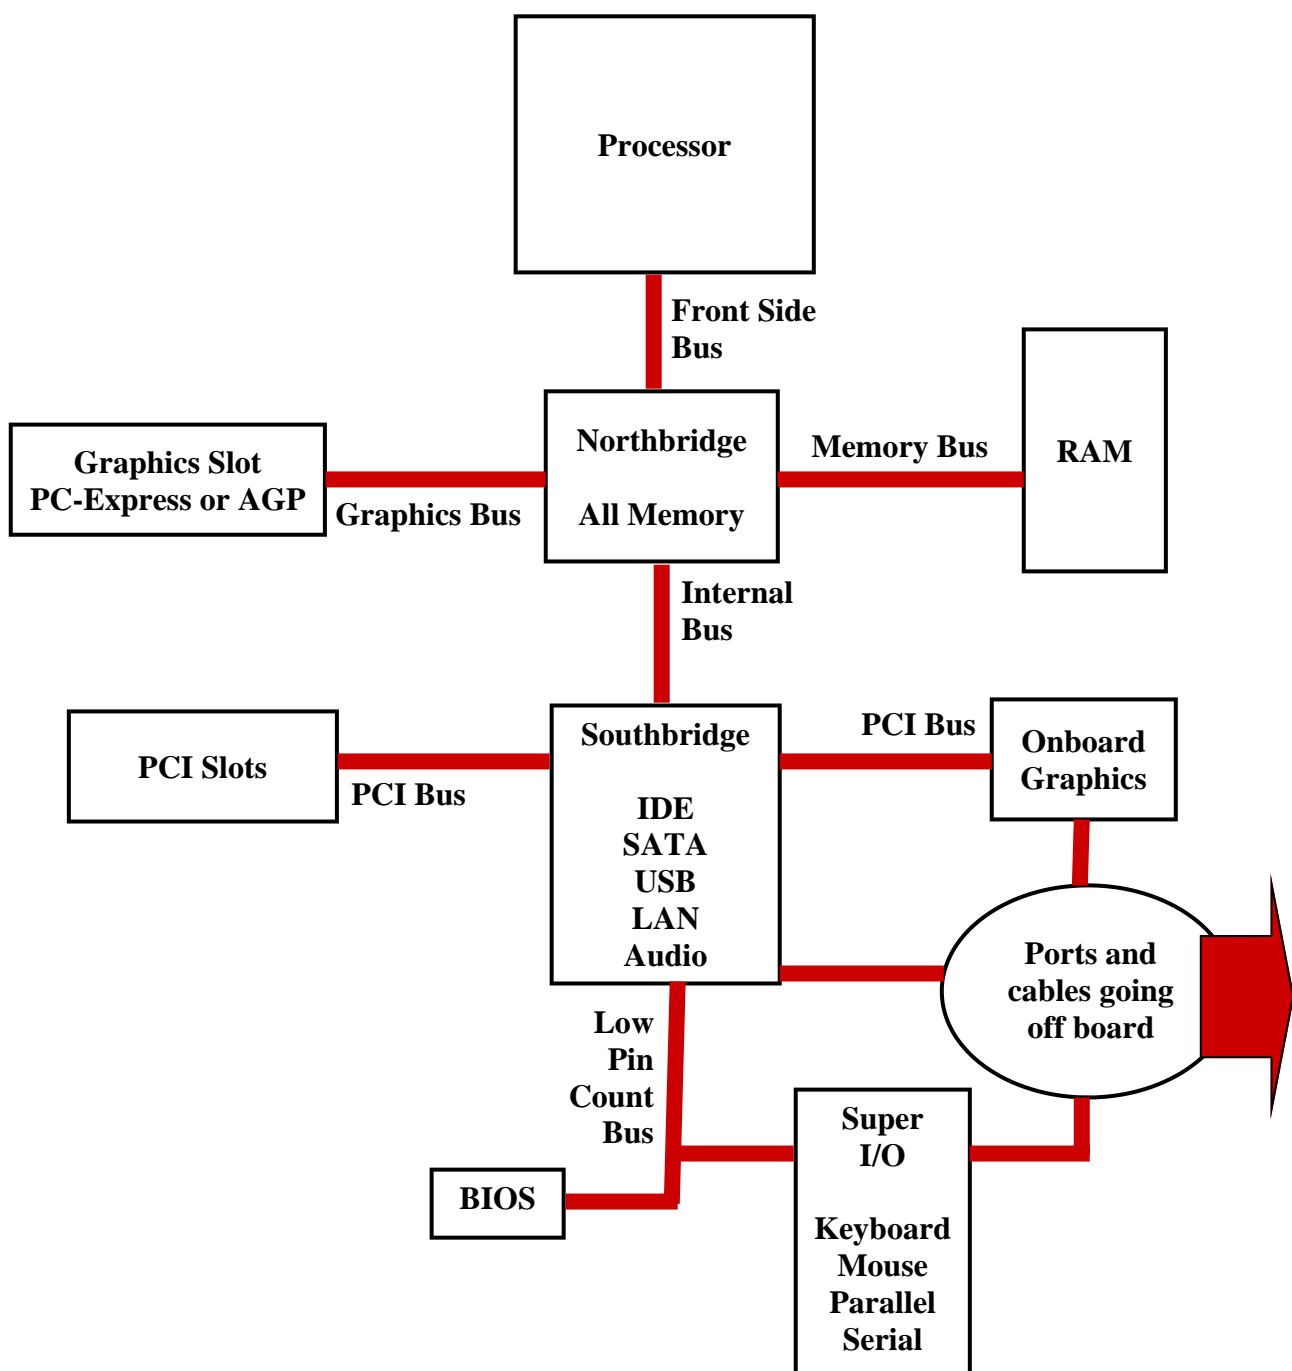 Processor
Front Side
Bus
Graphics Slot
PC-Express or AGP
Graphics Bus
Northbridge
All Memory
Memory Bus
RAM
Internal
Bus
PCI Slots
PCI Bus
Southbridge
IDE
SATA
USB
LAN
Audio
PCI Bus
Onboard
Graphics
Ports and
cables going
off board
Low
Pin
Count
Bus
BIOS
Super
I/O
Keyboard
Mouse
Parallel
Serial